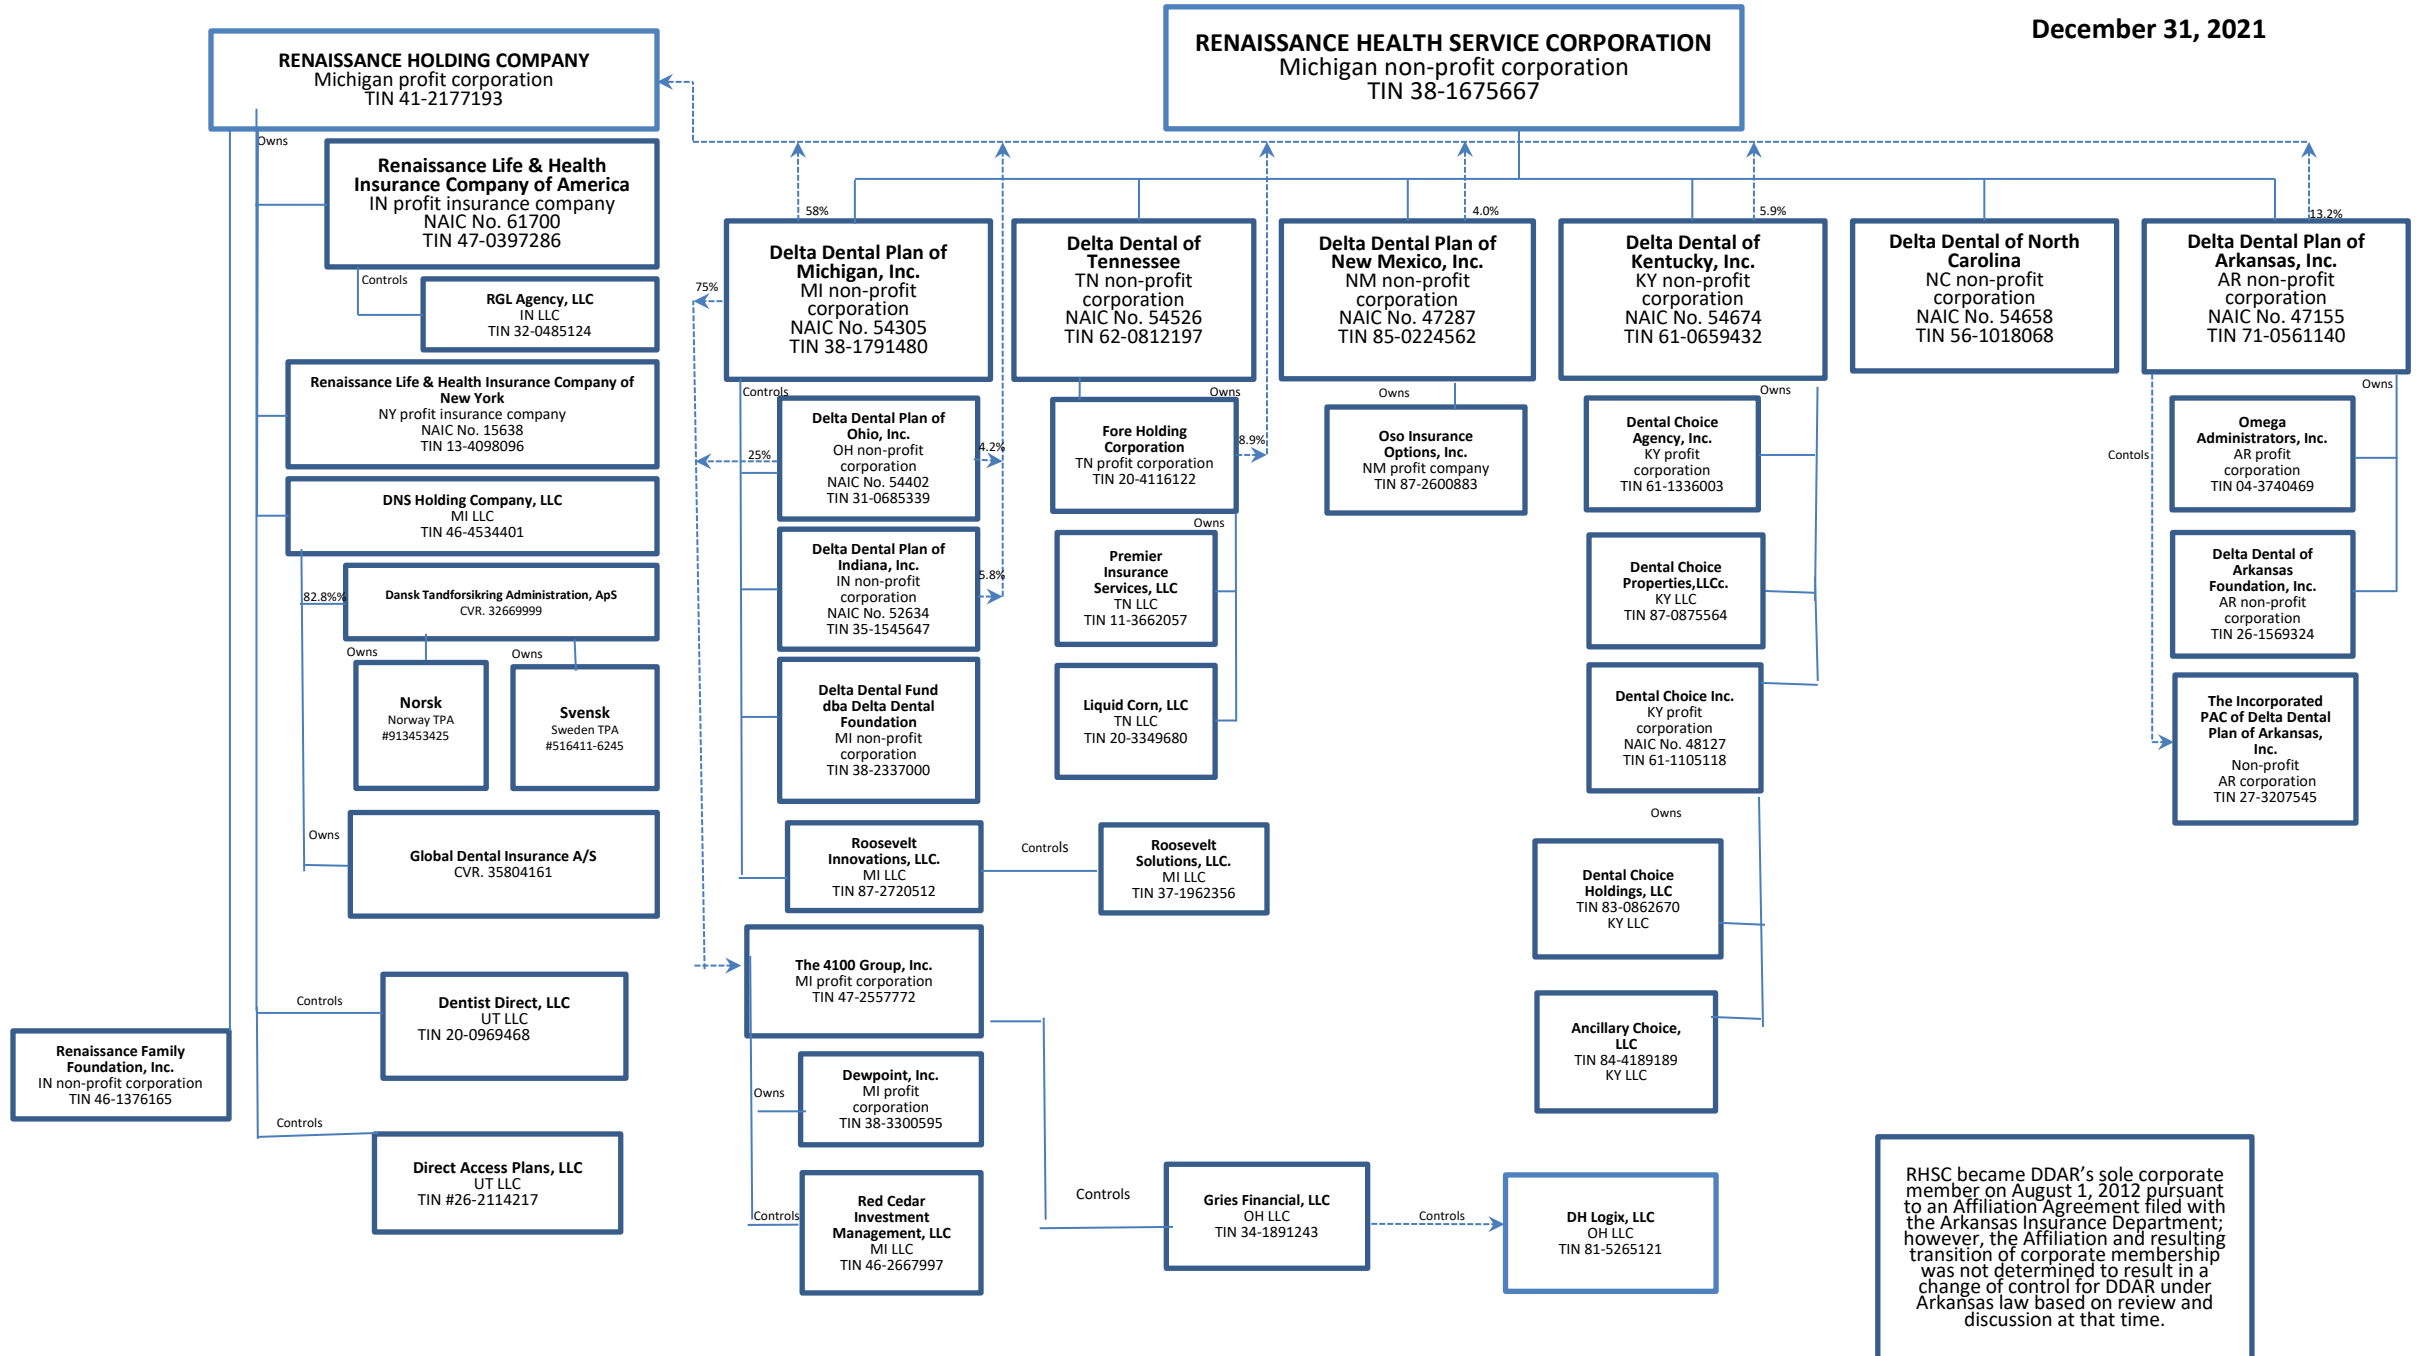 December 31, 2021
RENAISSANCE HOLDING COMPANY
Michigan profit corporation
TIN 41-2177193
RENAISSANCE HEALTH SERVICE CORPORATION
Michigan non-profit corporation
TIN 38-1675667
Owns
Renaissance Life & Health
Insurance Company of America
IN profit insurance company
NAIC No. 61700
TIN 47-0397286
Controls
RGL Agency, LLC
IN LLC
TIN 32-0485124
Renaissance Life & Health Insurance Company of
New York
NY profit insurance company
NAIC No. 15638
TIN 13-4098096
DNS Holding Company, LLC
MI LLC
TIN 46-4534401
82.8%%
Dansk Tandforsikring Administration, ApS
CVR. 32669999
Owns
Owns
Norsk
Norway TPA
#913453425
Svensk
Sweden TPA
#516411-6245
Owns
Global Dental Insurance A/S
CVR. 35804161
Controls
Dentist Direct, LLC
UT LLC
TIN 20-0969468
Renaissance Family
Foundation, Inc.
IN non-profit corporation
TIN 46-1376165
Controls
Direct Access Plans, LLC
UT LLC
TIN #26-2114217
58%
Delta Dental Plan of
Michigan, Inc.
MI non-profit
corporation
NAIC No. 54305
TIN 38-1791480
75%
Controls
Delta Dental Plan of
Ohio, Inc.
OH non-profit
corporation
NAIC No. 54402
TIN 31-0685339
25%
4.2%
Delta Dental Plan of
Indiana, Inc.
IN non-profit
corporation
NAIC No. 52634
TIN 35-1545647
5.8%
Delta Dental Fund
dba Delta Dental
Foundation
MI non-profit
corporation
TIN 38-2337000
Roosevelt
Innovations, LLC.
MI LLC
TIN 87-2720512
Controls
Roosevelt
Solutions, LLC.
MI LLC
TIN 37-1962356
The 4100 Group, Inc.
MI profit corporation
TIN 47-2557772
Owns
Dewpoint, Inc.
MI profit
corporation
TIN 38-3300595
Controls
Red Cedar
Investment
Management, LLC
MI LLC
TIN 46-2667997
Controls
Gries Financial, LLC
OH LLC
TIN 34-1891243
Controls
DH Logix, LLC
OH LLC
TIN 81-5265121
Delta Dental of
Tennessee
TN non-profit
corporation
NAIC No. 54526
TIN 62-0812197
Owns
Fore Holding
Corporation
TN profit corporation
TIN 20-4116122
8.9%
Owns
Premier
Insurance
Services, LLC
TN LLC
TIN 11-3662057
Liquid Corn, LLC
TN LLC
TIN 20-3349680
4.0%
Delta Dental Plan of
New Mexico, Inc.
NM non-profit
corporation
NAIC No. 47287
TIN 85-0224562
Owns
Oso Insurance
Options, Inc.
NM profit company
TIN 87-2600883
5.9%
Delta Dental of
Kentucky, Inc.
KY non-profit
corporation
NAIC No. 54674
TIN 61-0659432
Owns
Dental Choice
Agency, Inc.
KY profit
corporation
TIN 61-1336003
Dental Choice
Properties,LLCc.
KY LLC
TIN 87-0875564
Dental Choice Inc.
KY profit
corporation
NAIC No. 48127
TIN 61-1105118
Owns
Dental Choice
Holdings, LLC
TIN 83-0862670
KY LLC
Ancillary Choice,
LLC
TIN 84-4189189
KY LLC
Delta Dental of North
Carolina
NC non-profit
corporation
NAIC No. 54658
TIN 56-1018068
13.2%
Delta Dental Plan of
Arkansas, Inc.
AR non-profit
corporation
NAIC No. 47155
TIN 71-0561140
Owns
Omega
Administrators, Inc.
AR profit
corporation
TIN 04-3740469
Contols
Delta Dental of
Arkansas
Foundation, Inc.
AR non-profit
corporation
TIN 26-1569324
The Incorporated
PAC of Delta Dental
Plan of Arkansas,
Inc.
Non-profit
AR corporation
TIN 27-3207545
RHSC became DDAR's sole corporate
member on August 1, 2012 pursuant
to an Affiliation Agreement filed with
the Arkansas Insurance Department;
however, the Affiliation and resulting
transition of corporate membership
was not determined to result in a
change of control for DDAR under
Arkansas law based on review and
discussion at that time.